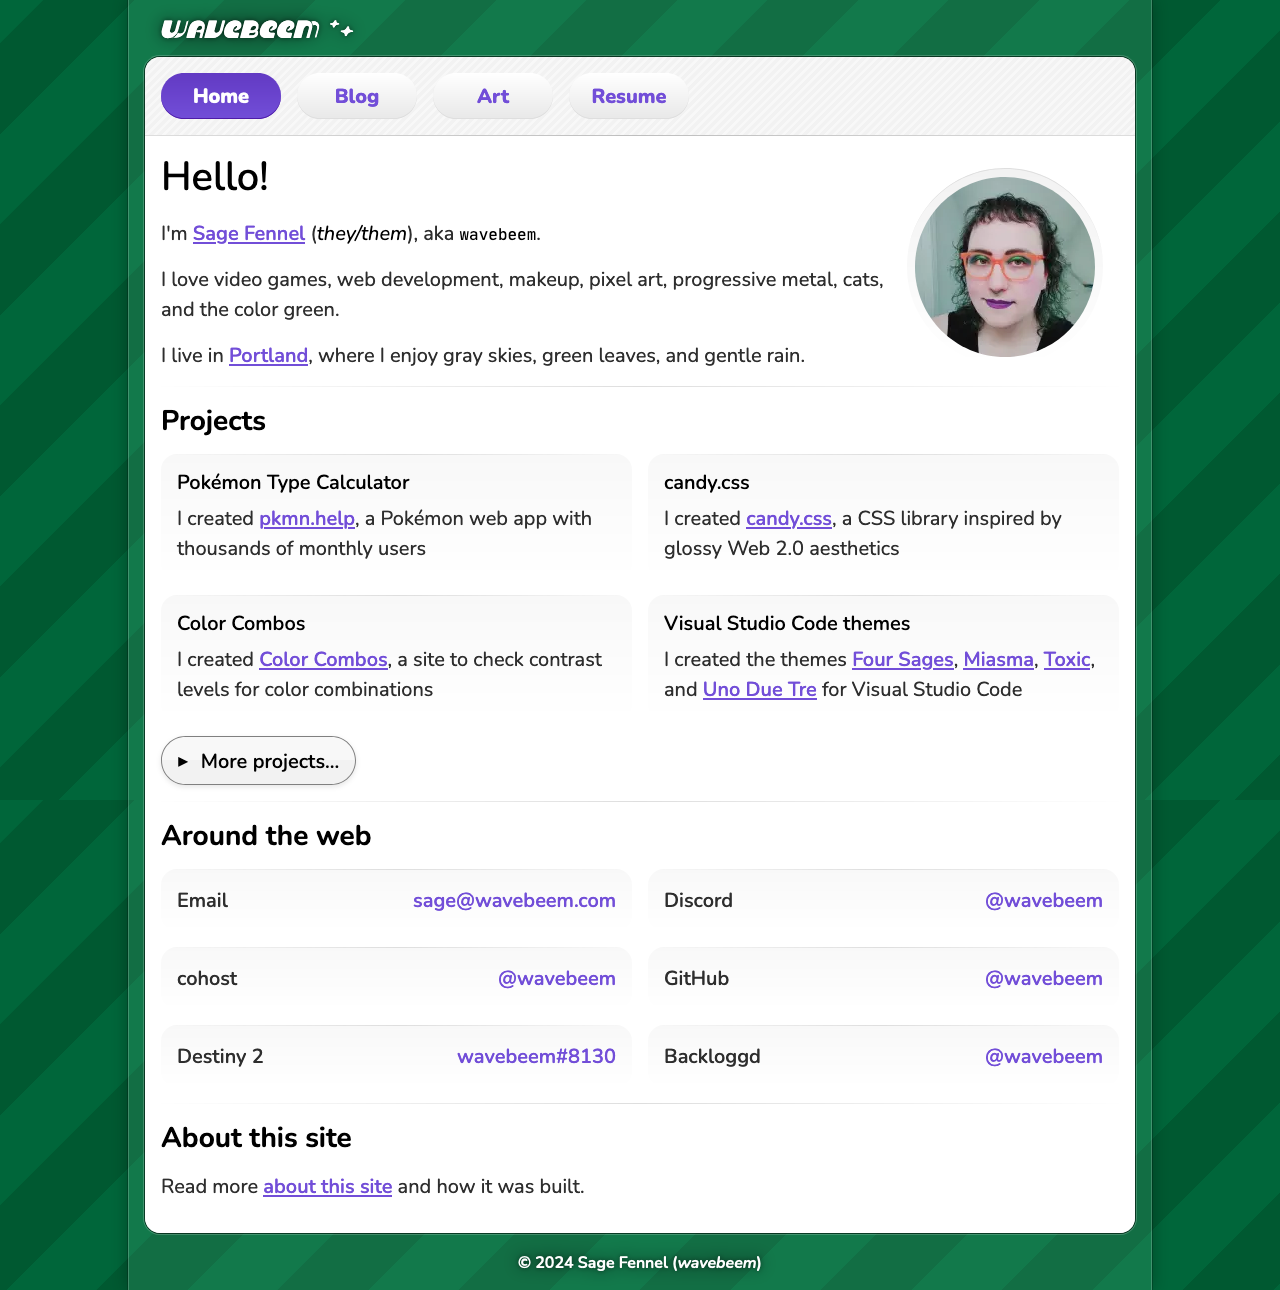 WAVEBEEM
Home Blog Art Resume
Hello!
I'm Sage Fennel (they/them), aka wavebeem.
I love video games, web development, makeup, pixel art, progressive metal, cats,
and the color green.
I live in Portland, where I enjoy gray skies, green leaves, and gentle rain.
Projects
Pokémon Type Calculator
I created pkmn.help, a Pokémon web app with
thousands of monthly users
candy.css
I created candy.css, a CSS library inspired by
glossy Web 2.0 aesthetics
Color Combos
I created Color Combos, a site to check contrast
levels for color combinations
Visual Studio Code themes
I created the themes Four Sages, Miasma, Toxic,
and Uno Due Tre for Visual Studio Code
More projects...
Around the web
Email sage@wavebeem.com
Discord @wavebeem
cohost @wavebeem
GitHub @wavebeem
Destiny 2 wavebeem#8130
Backloggd @wavebeem
About this site
Read more about this site and how it was built.
© 2024 Sage Fennel (wavebeem)